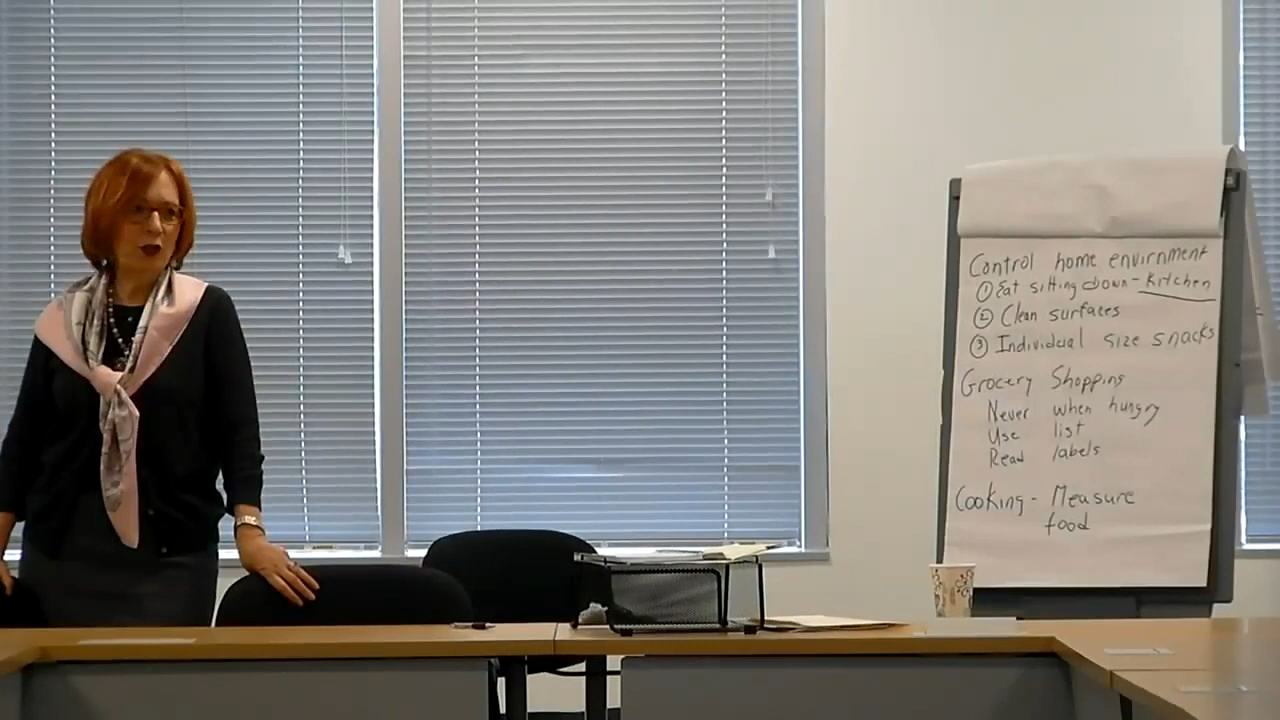 Control home envirnment
① Eat sitting down - Kitchen
② Clean surfaces
③ Individual size snacks
Grocery Shopping
Never when hungry
Use list
Read labels
Cooking - Measure
food